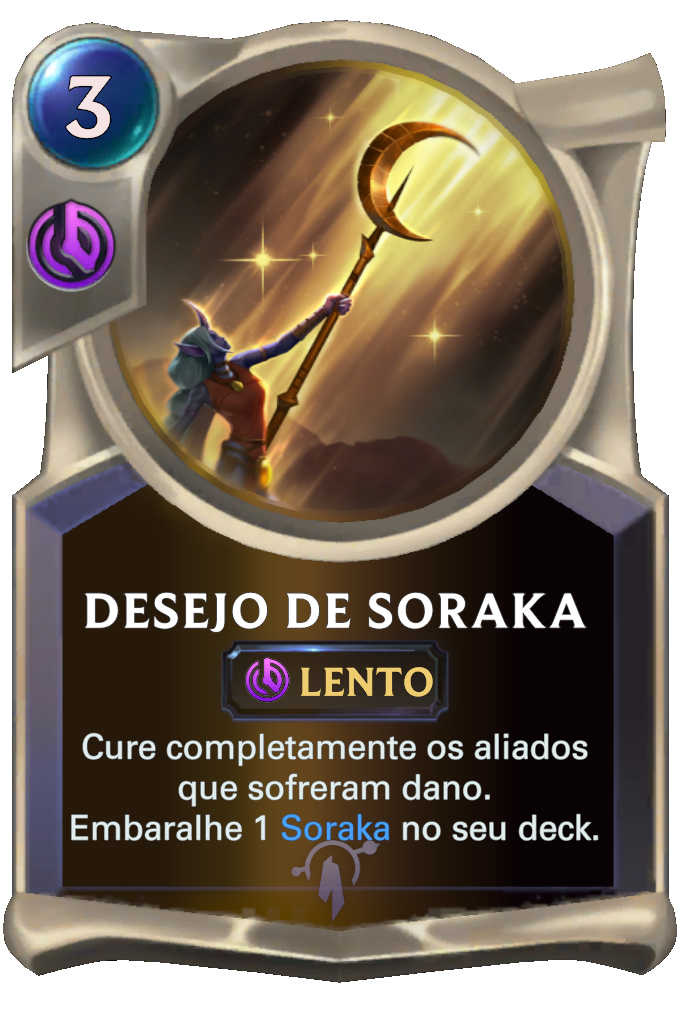 3
DESEJO DE SORAKA
LENTO
Cure completamente os aliados
que sofreram dano.
Embaralhe 1 Soraka no seu deck.